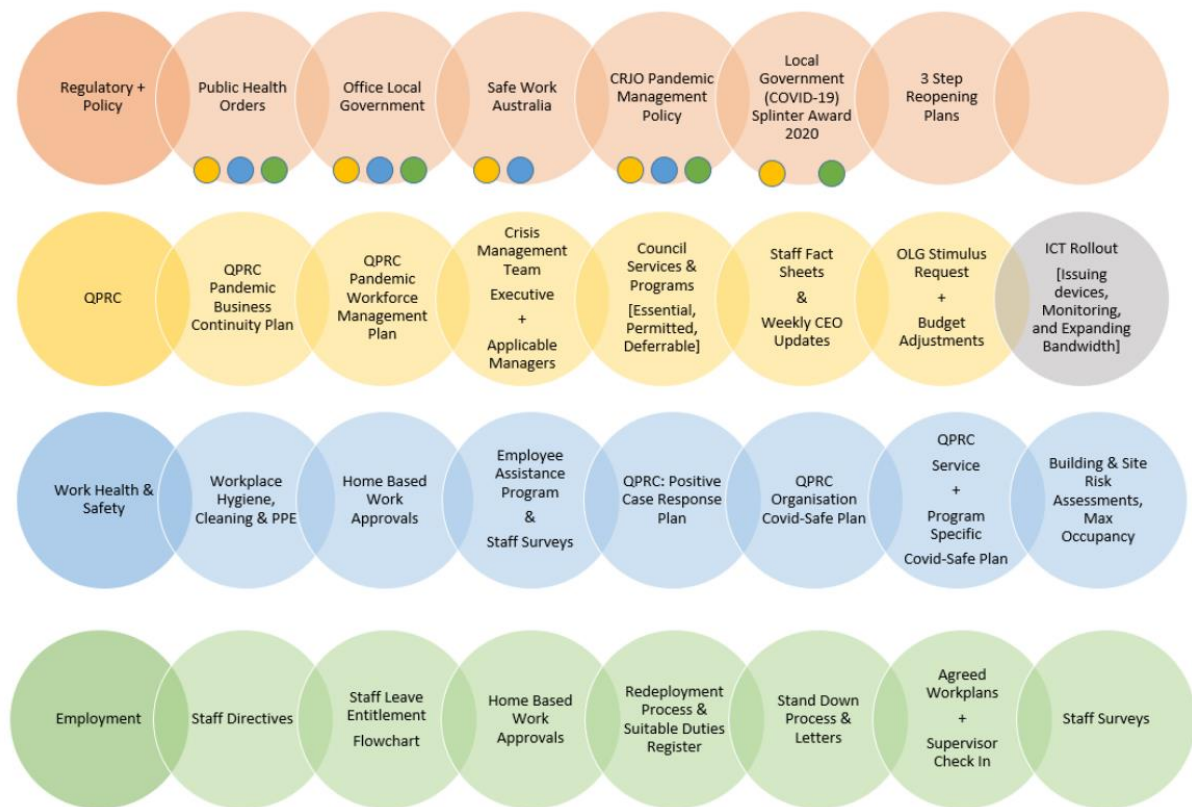 Regulatory +
Policy
Public Health
Orders
Office Local
Government
Safe Work
Australia
CRJO Pandemic
Management
Policy
Local
Government
(COVID-19)
Splinter Award
2020
3 Step
Reopening
Plans
QPRC
QPRC
Pandemic
Business
Continuity Plan
QPRC
Pandemic
Workforce
Management
Plan
Crisis
Management
Team
Executive
+
Applicable
Managers
Council
Services &
Programs
[Essential,
Permitted,
Deferrable]
Staff Fact
Sheets
&
Weekly CEO
Updates
OLG Stimulus
Request
+
Budget
Adjustments
ICT Rollout
[Issuing
devices,
Monitoring,
and Expanding
Bandwidth]
Work Health &
Safety
Workplace
Hygiene,
Cleaning & PPE
Home Based
Work
Approvals
Employee
Assistance
Program
&
Staff Surveys
QPRC: Positive
Case Response
Plan
QPRC
Organisation
Covid-Safe Plan
QPRC
Service
+
Program
Specific
Covid-Safe Plan
Building & Site
Risk
Assessments,
Max
Occupancy
Employment
Staff Directives
Staff Leave
Entitlement
Flowchart
Home Based
Work
Approvals
Redeployment
Process &
Suitable Duties
Register
Stand Down
Process &
Letters
Agreed
Workplans
+
Supervisor
Check In
Staff Surveys